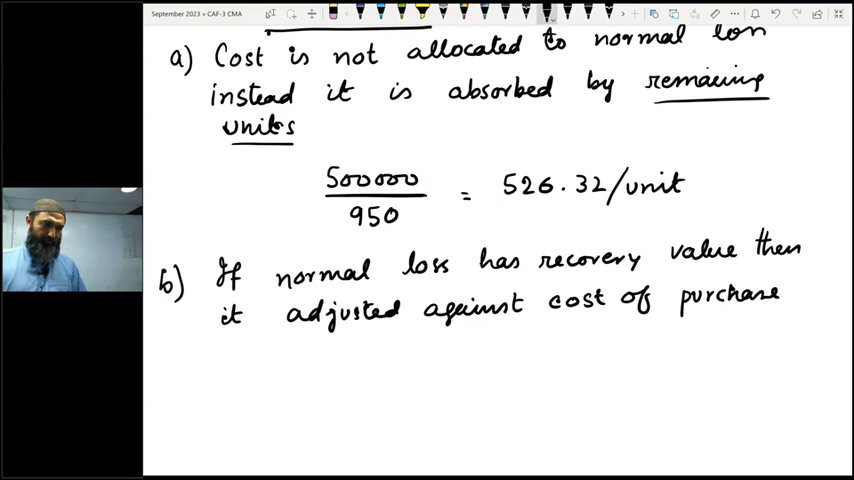 September 2023 » CAF-3 CMA
a) Cost is not allocated to normal loss
instead it is absorbed by remaining
units
500000
950
= 526.32/unit
b) If normal loss has recovery value then
it adjusted against cost of purchase